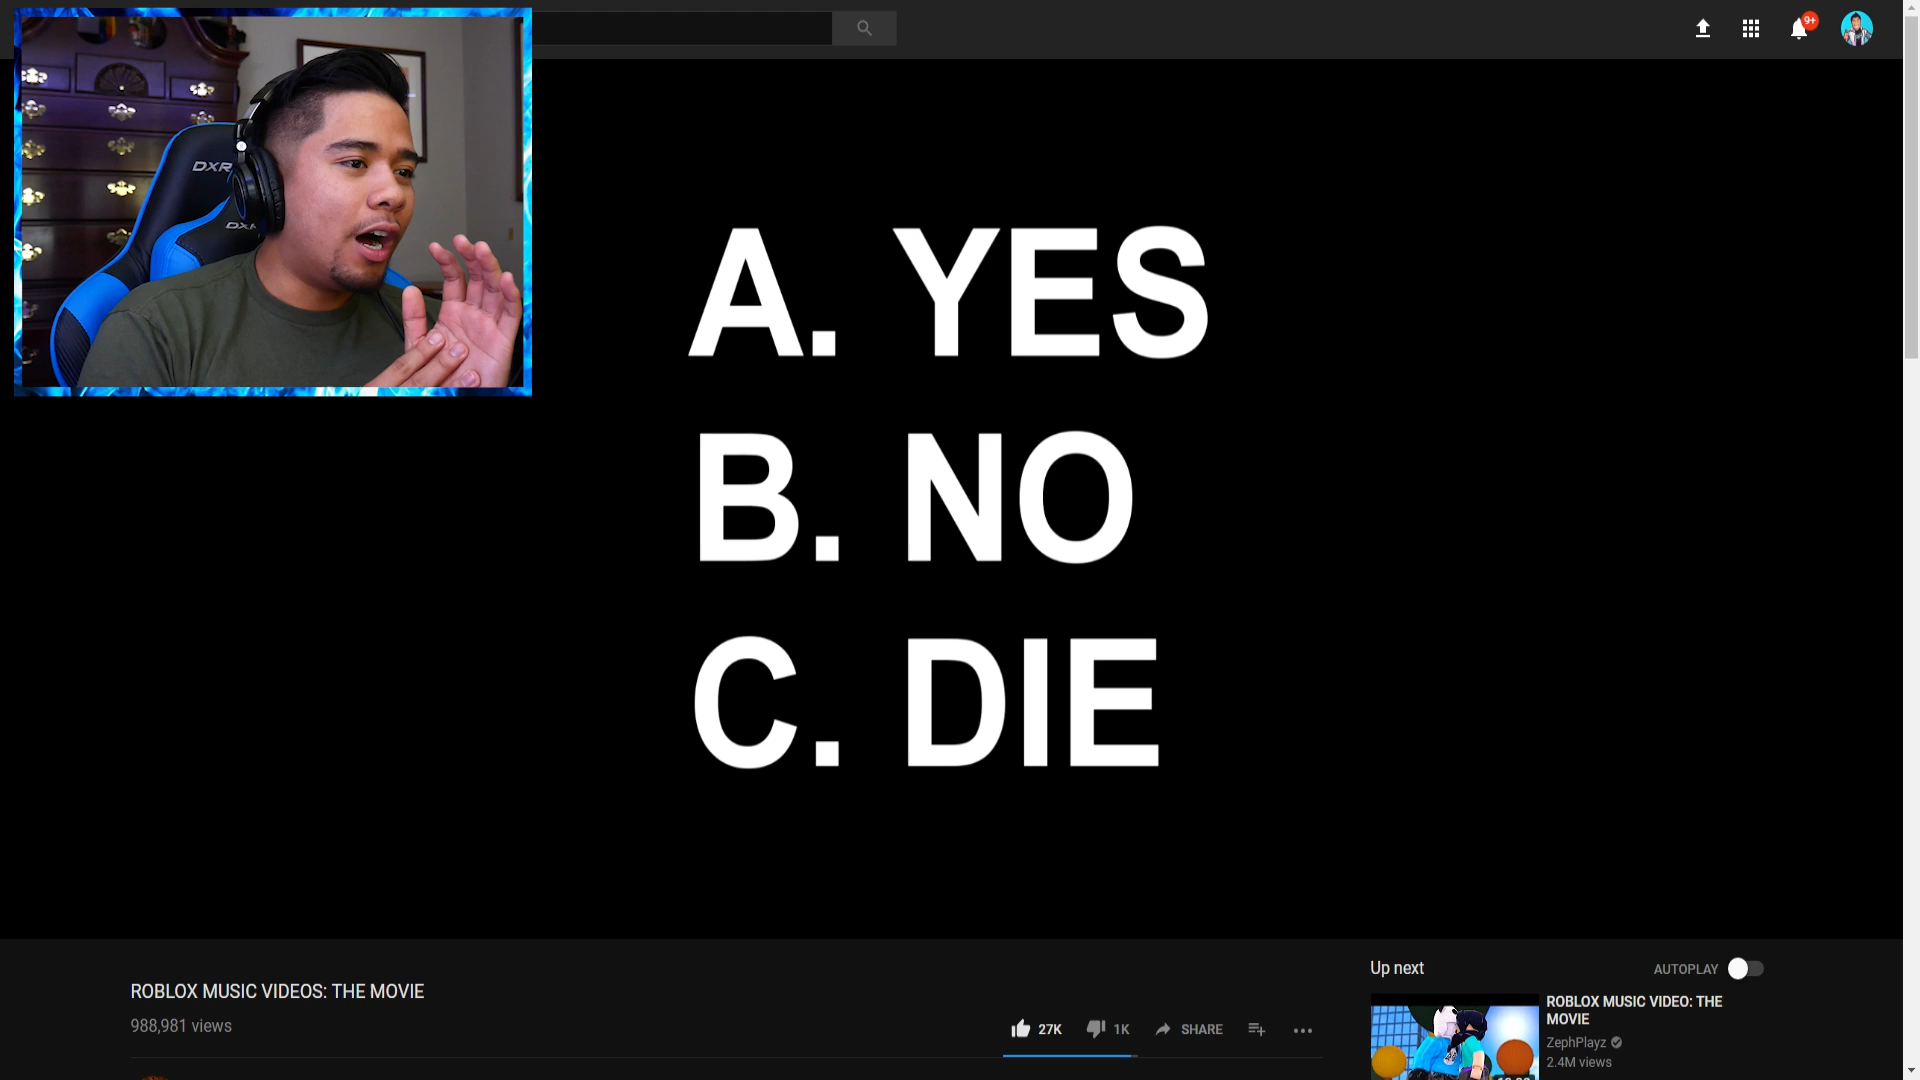 9+
DXR
A. YES
B. NO
C. DIE
ROBLOX MUSIC VIDEOS: THE MOVIE
988,981 views
27K
1K
SHARE
Up next
AUTOPLAY
ROBLOX MUSIC VIDEO: THE
MOVIE
ZephPlayz
2.4M views